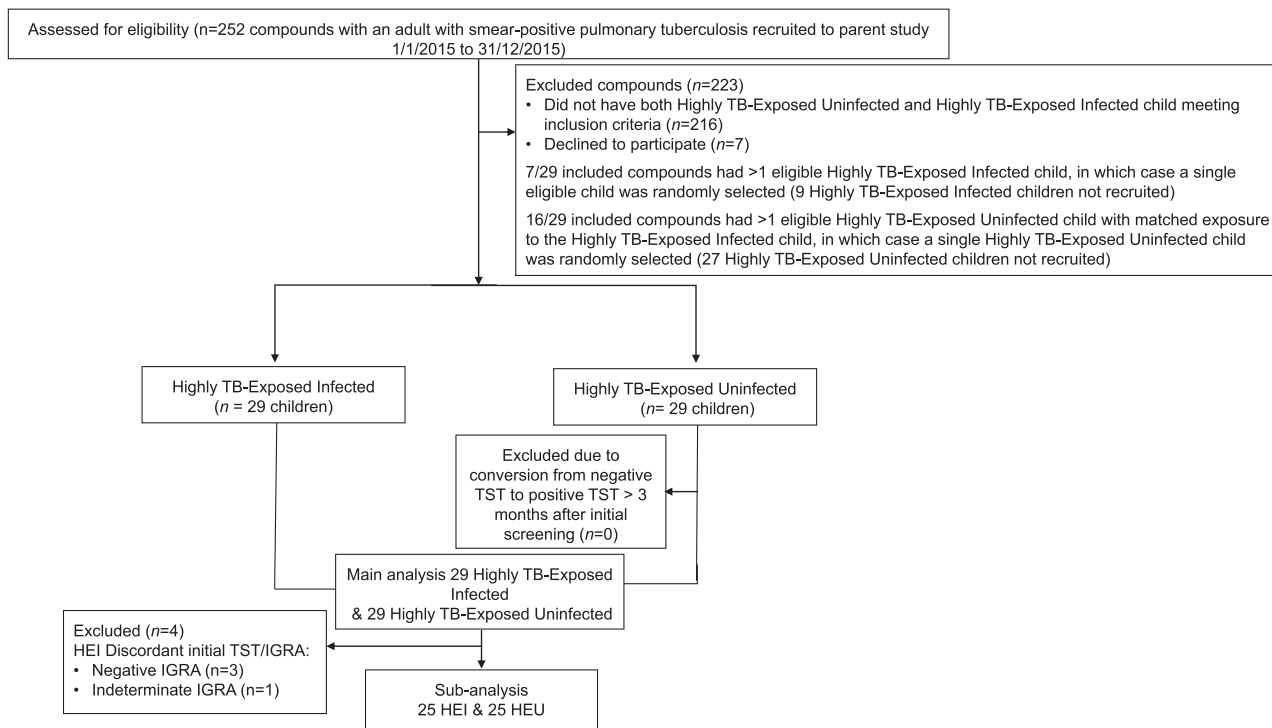 Assessed for eligibility (n=252 compounds with an adult with smear-positive pulmonary tuberculosis recruited to parent study
1/1/2015 to 31/12/2015)
Excluded compounds (n=223)
• Did not have both Highly TB-Exposed Uninfected and Highly TB-Exposed Infected child meeting
inclusion criteria (n=216)
• Declined to participate (n=7)
7/29 included compounds had >1 eligible Highly TB-Exposed Infected child, in which case a single
eligible child was randomly selected (9 Highly TB-Exposed Infected children not recruited)
16/29 included compounds had >1 eligible Highly TB-Exposed Uninfected child with matched exposure
to the Highly TB-Exposed Infected child, in which case a single Highly TB-Exposed Uninfected child
was randomly selected (27 Highly TB-Exposed Uninfected children not recruited)
Highly TB-Exposed Infected
(n = 29 children)
Highly TB-Exposed Uninfected
(n= 29 children)
Excluded due to
conversion from negative
TST to positive TST > 3
months after initial
screening (n=0)
Main analysis 29 Highly TB-Exposed
Infected
& 29 Highly TB-Exposed Uninfected
Excluded (n=4)
HEI Discordant initial TST/IGRA:
• Negative IGRA (n=3)
• Indeterminate IGRA (n=1)
Sub-analysis
25 HEI & 25 HEU